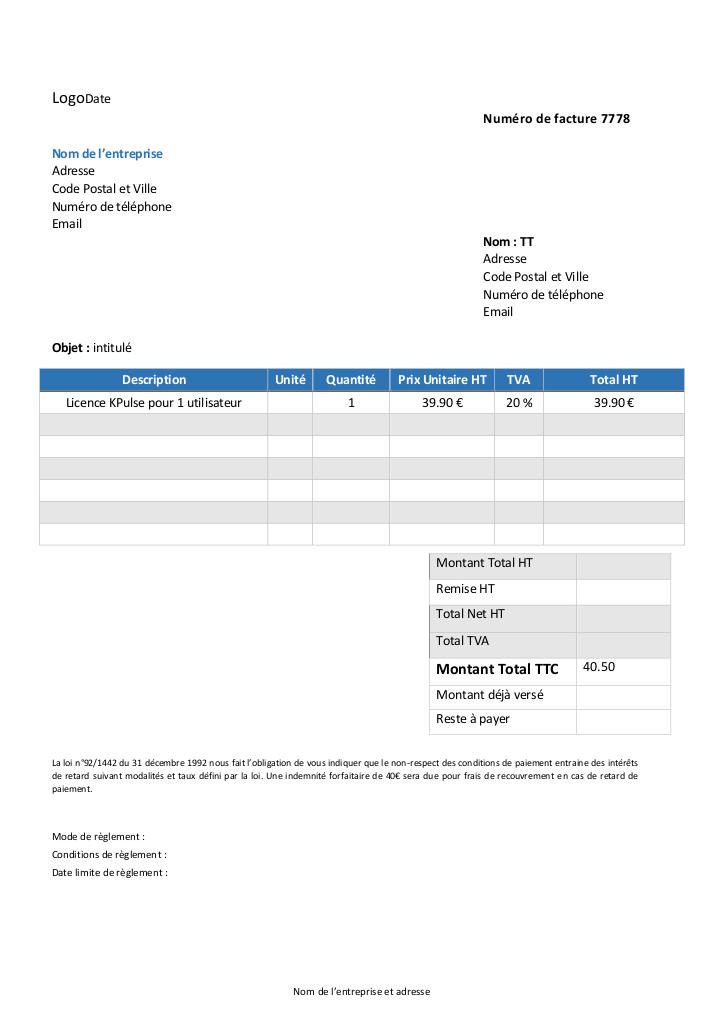 LogoDate
Numéro de facture 7778
Nom de l’entreprise
Adresse
Code Postal et Ville
Numéro de téléphone
Email
Nom : TT
Adresse
Code Postal et Ville
Numéro de téléphone
Email
Objet : intitulé
Description Unité Quantité Prix Unitaire HT TVA Total HT
Licence KPulse pour 1 utilisateur 1 39.90 € 20 % 39.90 €
Montant Total HT
Remise HT
Total Net HT
Total TVA
Montant Total TTC 40.50
Montant déjà versé
Reste à payer
La loi n°92/1442 du 31 décembre 1992 nous fait l’obligation de vous indiquer que le non-respect des conditions de paiement entraine des intérêts
de retard suivant modalités et taux défini par la loi. Une indemnité forfaitaire de 40€ sera due pour frais de recouvrement en cas de retard de
paiement.
Mode de règlement :
Conditions de règlement :
Date limite de règlement :
Nom de l’entreprise et adresse